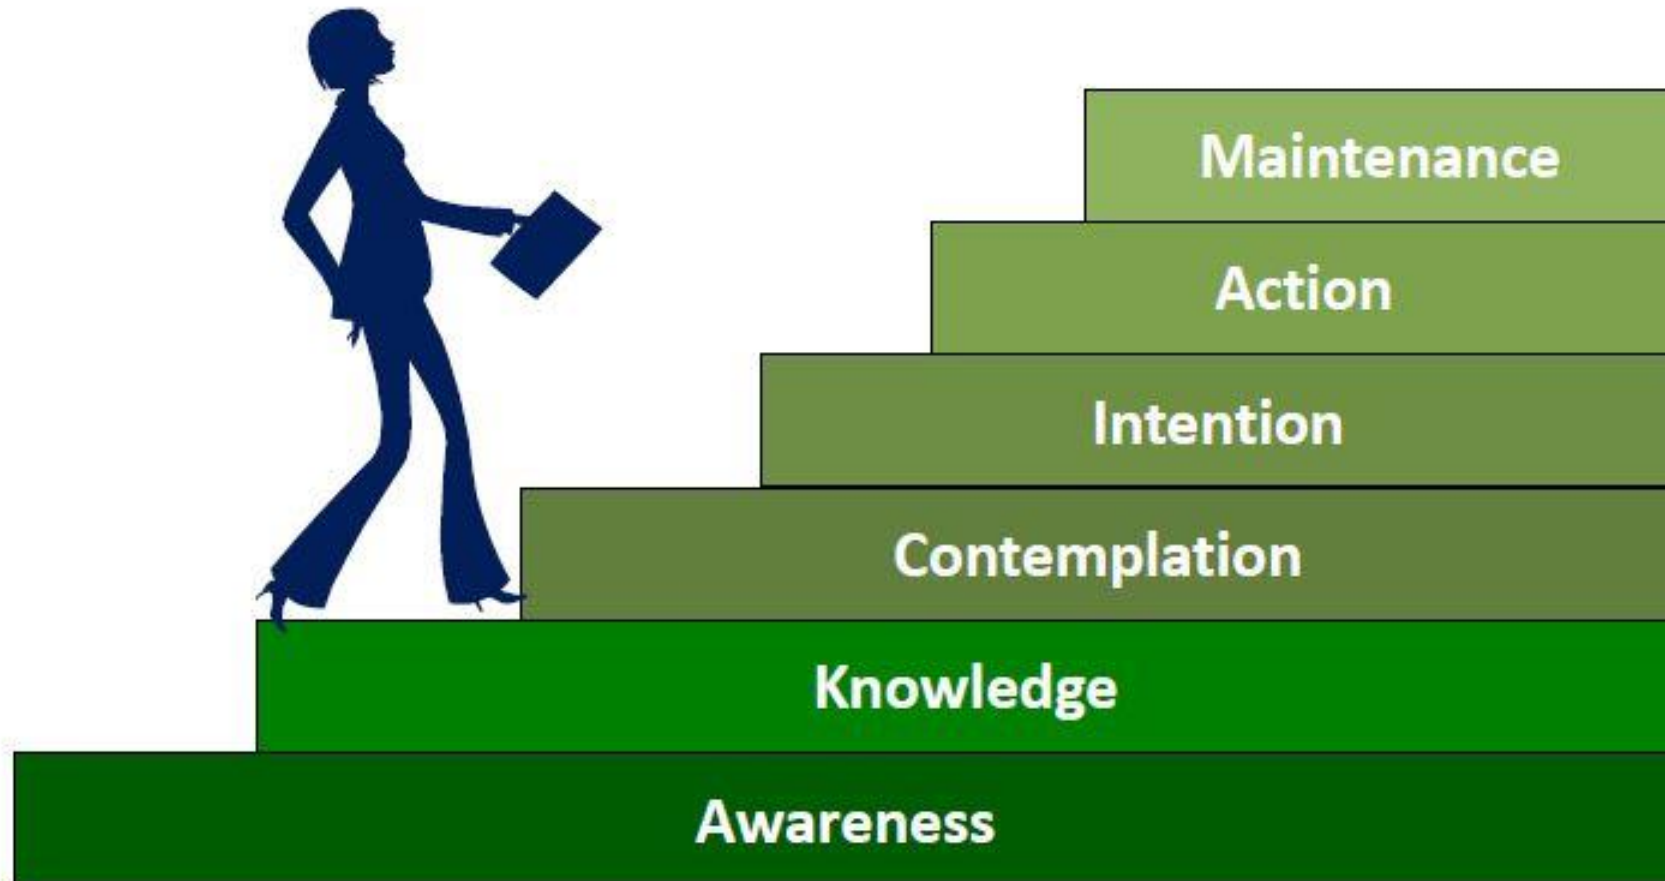 Maintenance
Action
Intention
Contemplation
Knowledge
Awareness